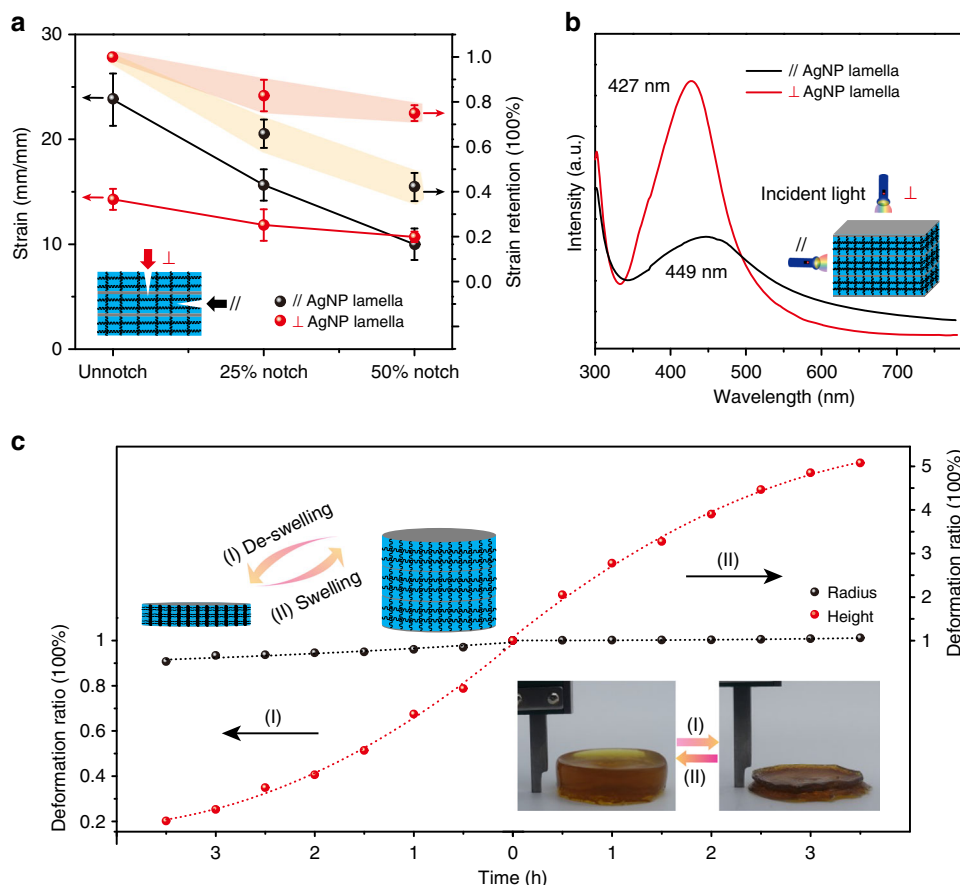 a
30
20
10
0
Strain (mm/mm)
1.0
0.8
0.6
0.4
0.2
0.0
Strain retention (100%)
⊥
//
// AgNP lamella
⊥ AgNP lamella
Unnotch
25% notch
50% notch
b
Intensity (a.u.)
427 nm
449 nm
// AgNP lamella
⊥ AgNP lamella
Incident light
⊥
//
300
400
500
600
700
Wavelength (nm)
c
Deformation ratio (100%)
1
0.8
0.6
0.4
0.2
(I) De-swelling
(II) Swelling
(I)
(II)
Radius
Height
(I)
(II)
5
4
3
2
1
Deformation ratio (100%)
3
2
1
0
1
2
3
Time (h)